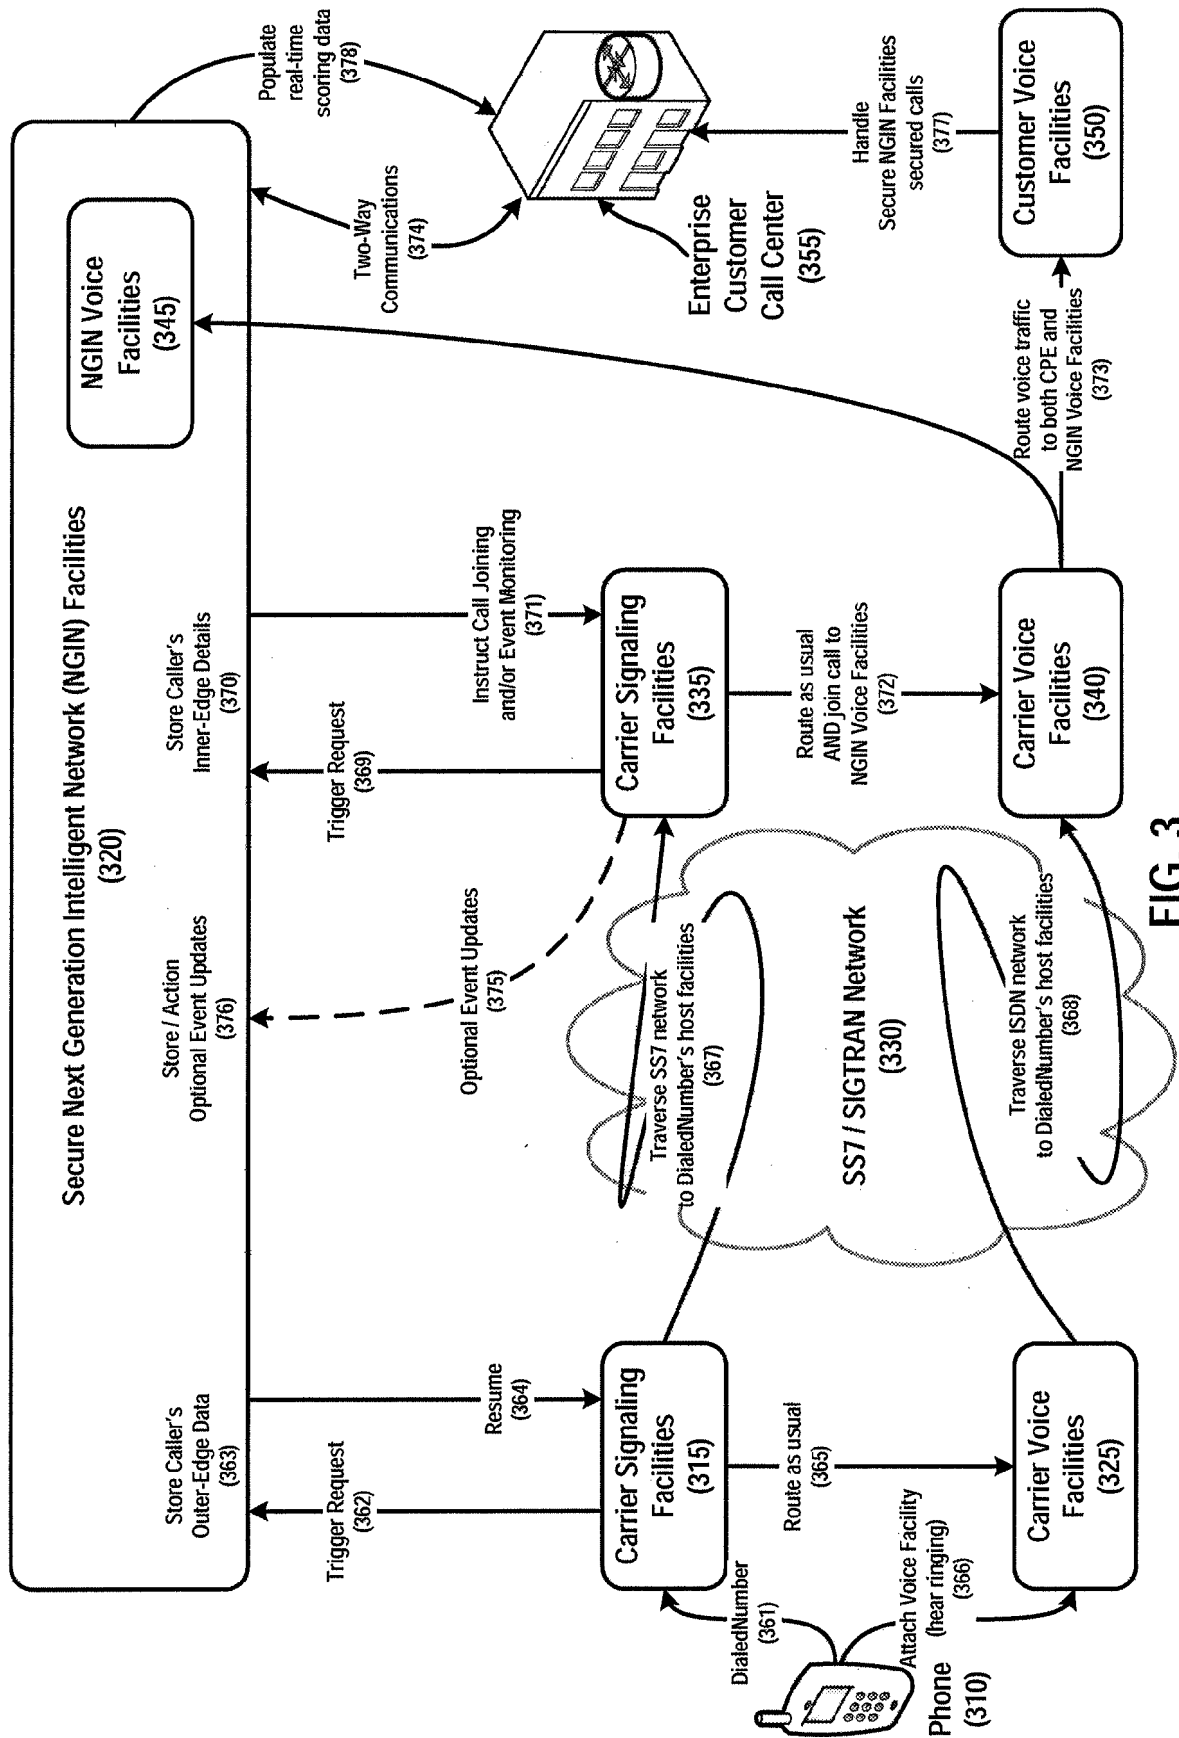 Secure Next Generation Intelligent Network (NGIN) Facilities
(320)
NGIN Voice
Facilities
(345)
Store Caller's
Outer-Edge Data
(363)
Store / Action
Optional Event Updates
(376)
Store Caller's
Inner-Edge Details
(370)
Populate
real-time
scoring data
(378)
Two-Way
Communications
(374)
Trigger Request
(362)
Resume
(364)
Optional Event Updates
(375)
Trigger Request
(369)
Instruct Call Joining
and/or Event Monitoring
(371)
Enterprise
Customer
Call Center
(355)
DialedNumber
(361)
Carrier Signaling
Facilities
(315)
Traverse SS7 network
to DialedNumber's host facilities
(367)
Carrier Signaling
Facilities
(335)
Route as usual
(365)
SS7 / SIGTRAN Network
(330)
Route as usual
AND join call to
NGIN Voice Facilities
(372)
Handle
Secure NGIN Facilities
secured calls
(377)
Phone
(310)
Attach Voice Facility
(hear ringing)
(366)
Carrier Voice
Facilities
(325)
Traverse ISDN network
to DialedNumber's host facilities
(368)
Carrier Voice
Facilities
(340)
Route voice traffic
to both CPE and
NGIN Voice Facilities
(373)
Customer Voice
Facilities
(350)
FIG. 3